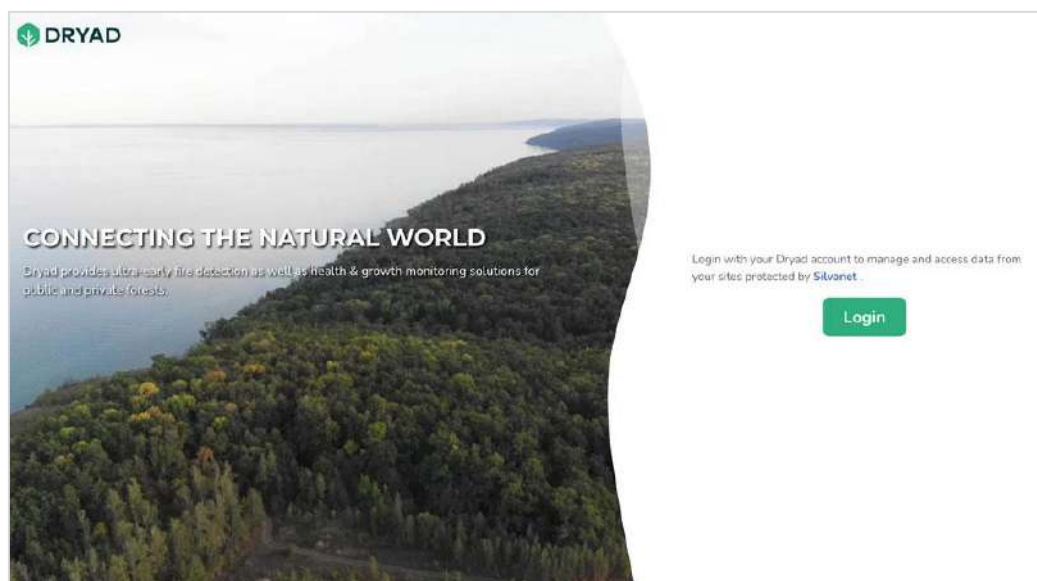 DRYAD
CONNECTING THE NATURAL WORLD
Dryad provides ultra-early fire detection as well as health & growth monitoring solutions for
public and private forests.
Login with your Dryad account to manage and access data from
your sites protected by Silvanet .
Login